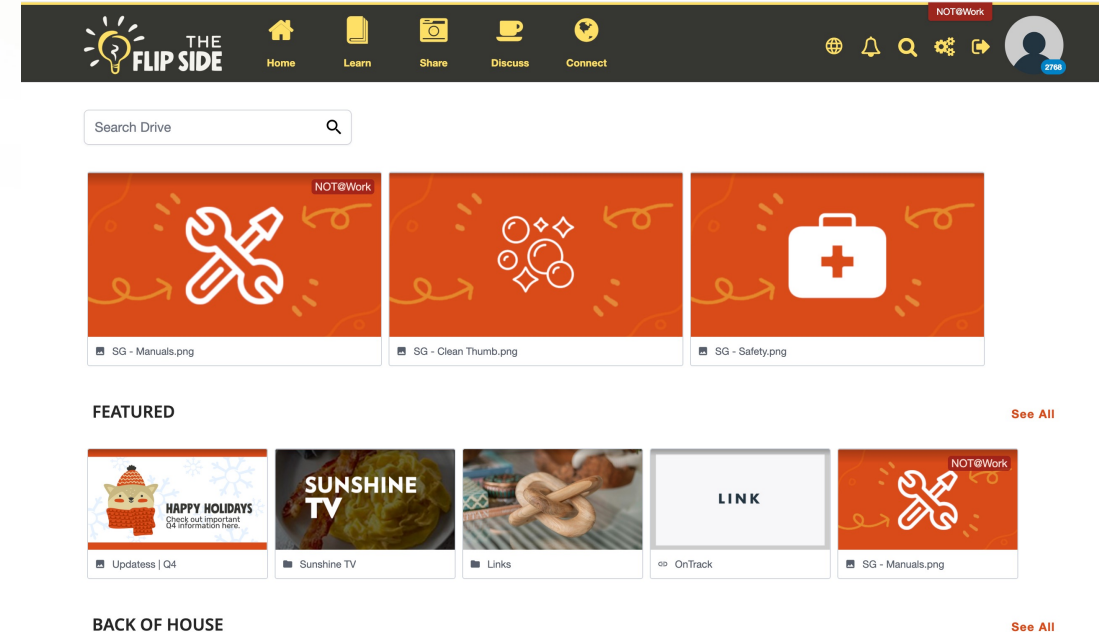 NOT@Work
THE
FLIP SIDE
Home
Learn
Share
Discuss
Connect
2768
Search Drive
NOT@Work
SG - Manuals.png
SG - Clean Thumb.png
SG - Safety.png
FEATURED
See All
HAPPY HOLIDAYS
Check out important
Q4 information here.
SUNSHINE
TV
LINK
NOT@Work
Updatess | Q4
Sunshine TV
Links
OnTrack
SG - Manuals.png
BACK OF HOUSE
See All